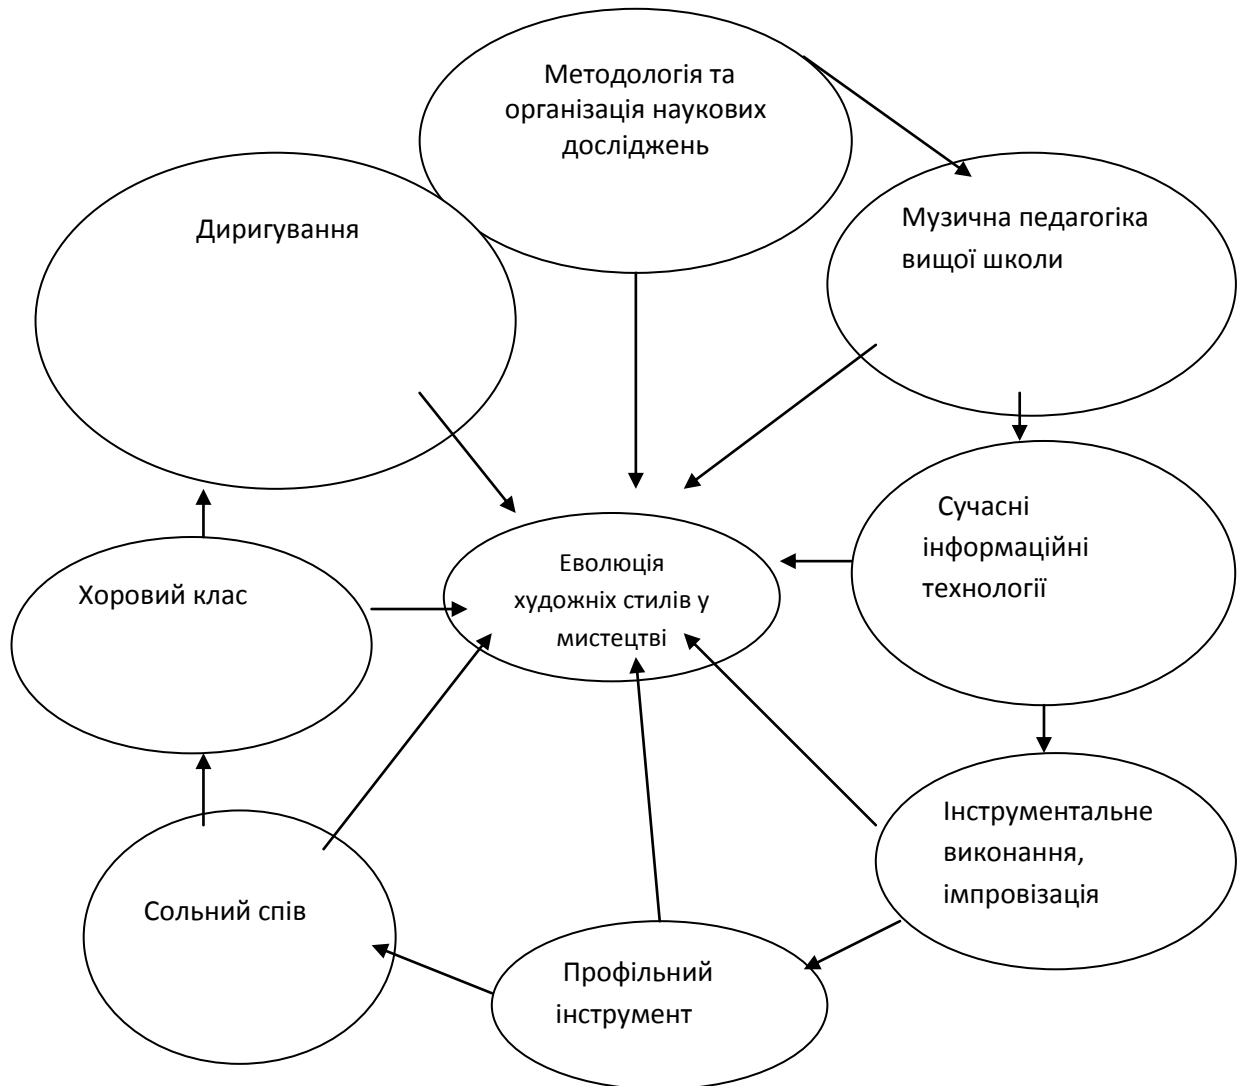 Методологія та
організація наукових
досліджень
Диригування
Музична педагогіка
вищої школи
Сучасні
інформаційні
технології
Еволюція
художніх стилів у
мистецтві
Хоровий клас
Інструментальне
виконання,
імпровізація
Сольний спів
Профільний
інструмент